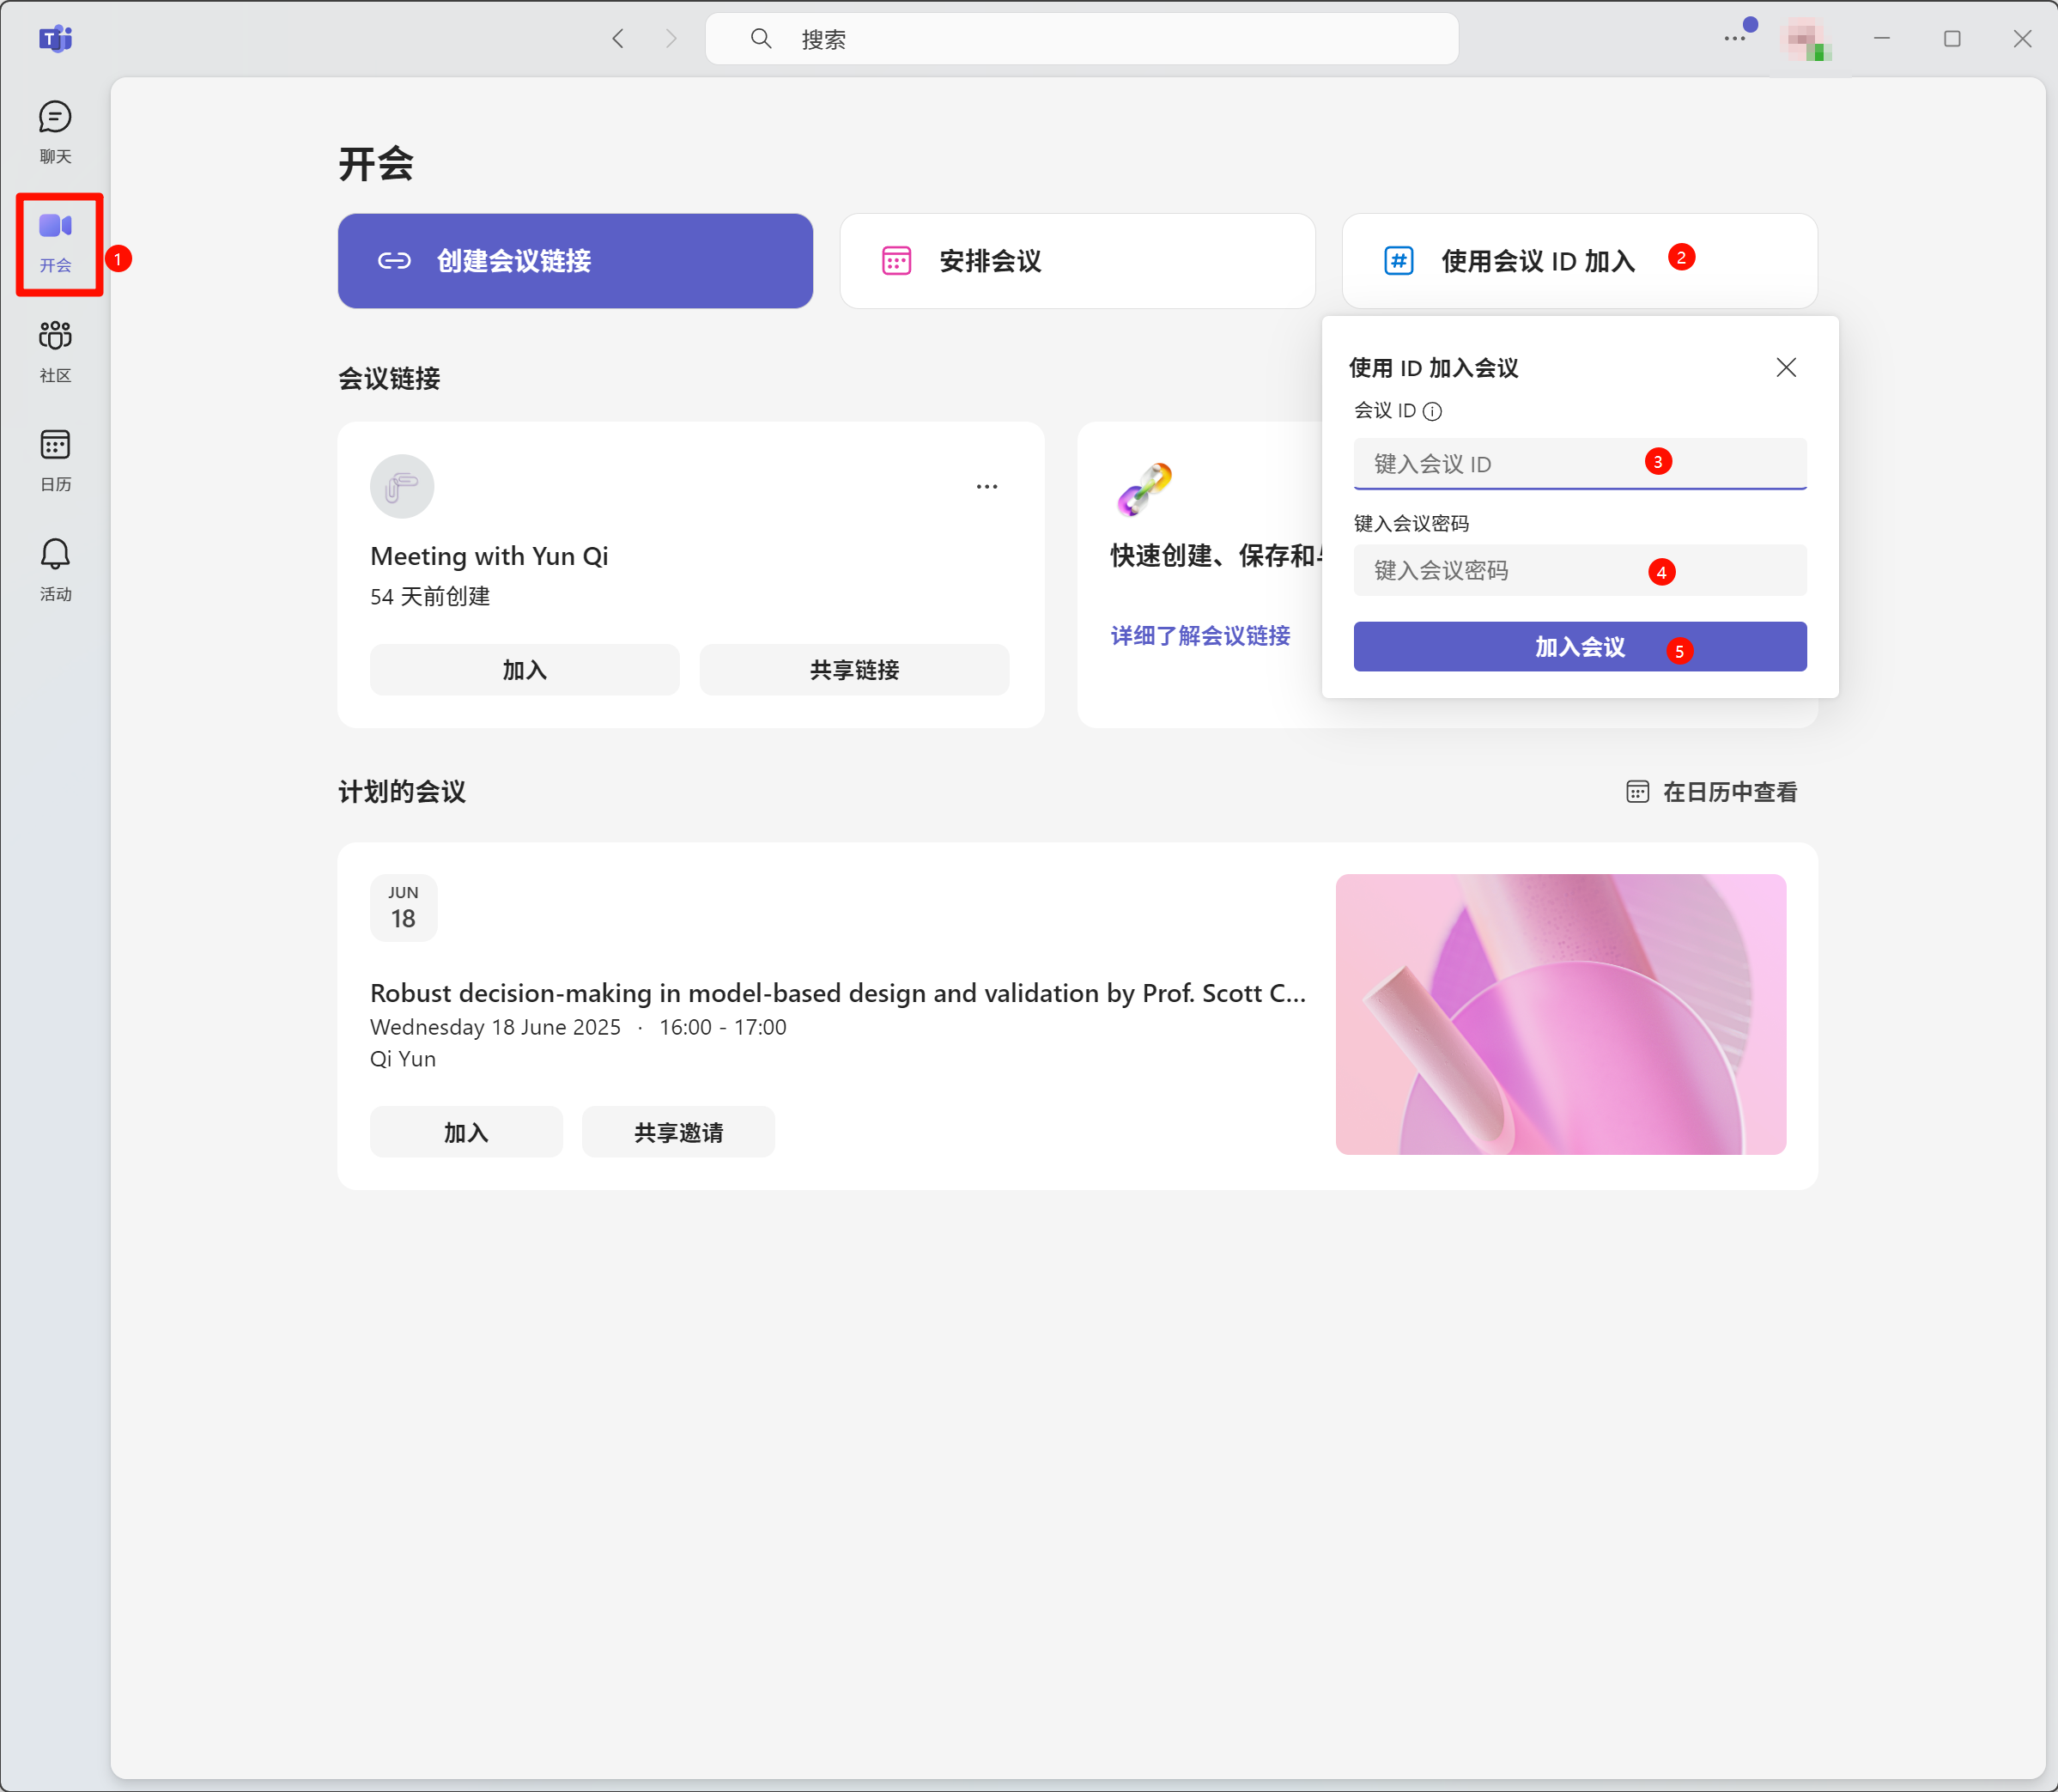 搜索
聊天
开会
1
社区
日历
活动
开会
创建会议链接
安排会议
使用会议 ID 加入
2
会议链接
Meeting with Yun Qi
54 天前创建
加入
共享链接
快速创建、保存和
详细了解会议链接
使用 ID 加入会议
会议 ID
键入会议 ID
3
键入会议密码
键入会议密码
4
加入会议
5
计划的会议
在日历中查看
JUN
18
Robust decision-making in model-based design and validation by Prof. Scott C...
Wednesday 18 June 2025 · 16:00 - 17:00
Qi Yun
加入
共享邀请